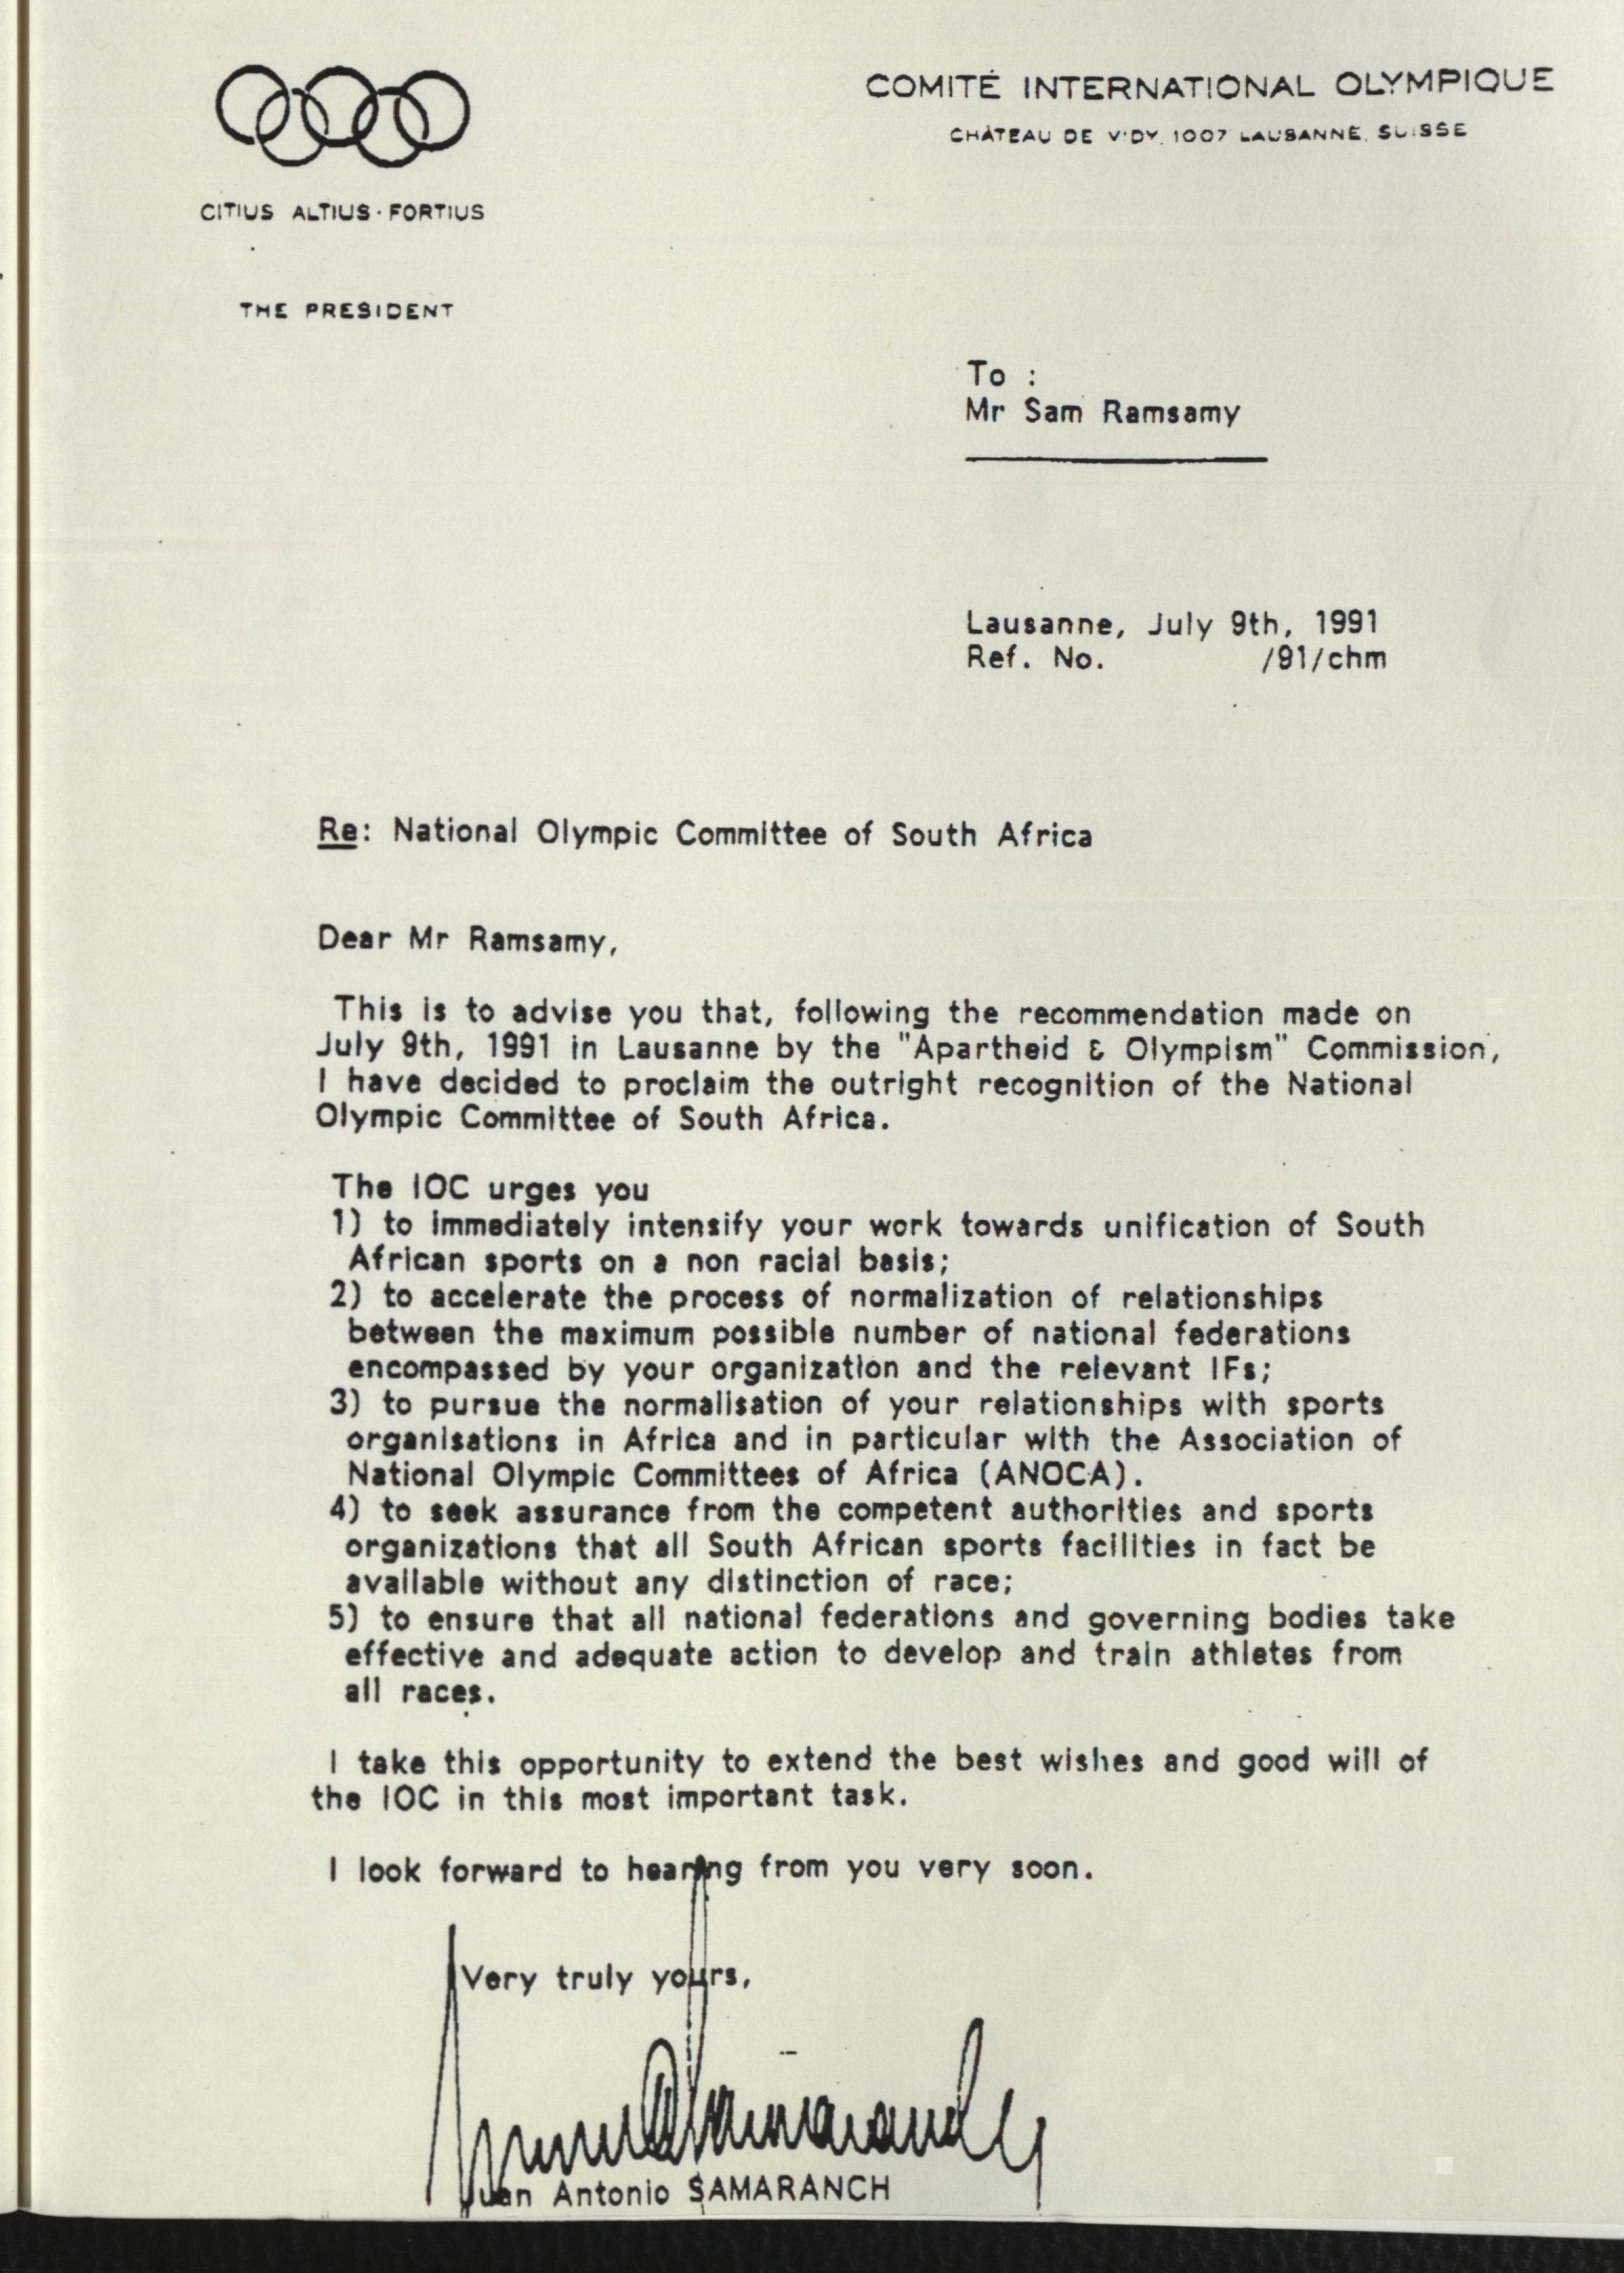 COMITÉ INTERNATIONAL OLYMPIQUE
CHÂTEAU DE VIDY, 1007 LAUSANNE, SUISSE
CITIUS ALTIUS · FORTIUS
THE PRESIDENT
To :
Mr Sam Ramsamy
Lausanne, July 9th, 1991
Ref. No. /91/chm
Re: National Olympic Committee of South Africa
Dear Mr Ramsamy,
This is to advise you that, following the recommendation made on
July 9th, 1991 in Lausanne by the "Apartheid & Olympism" Commission,
I have decided to proclaim the outright recognition of the National
Olympic Committee of South Africa.
The IOC urges you
1) to immediately intensify your work towards unification of South
African sports on a non racial basis;
2) to accelerate the process of normalization of relationships
between the maximum possible number of national federations
encompassed by your organization and the relevant IFs;
3) to pursue the normalisation of your relationships with sports
organisations in Africa and in particular with the Association of
National Olympic Committees of Africa (ANOCA).
4) to seek assurance from the competent authorities and sports
organizations that all South African sports facilities in fact be
available without any distinction of race;
5) to ensure that all national federations and governing bodies take
effective and adequate action to develop and train athletes from
all races.
I take this opportunity to extend the best wishes and good will of
the IOC in this most important task.
I look forward to hearing from you very soon.
Very truly yours,
Juan Antonio SAMARANCH